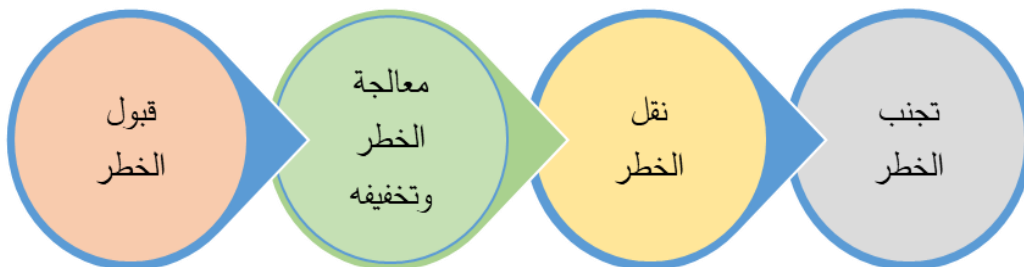 قبول
الخطر
معالجة
الخطر
وتخفيفه
نقل
الخطر
تجنب
الخطر